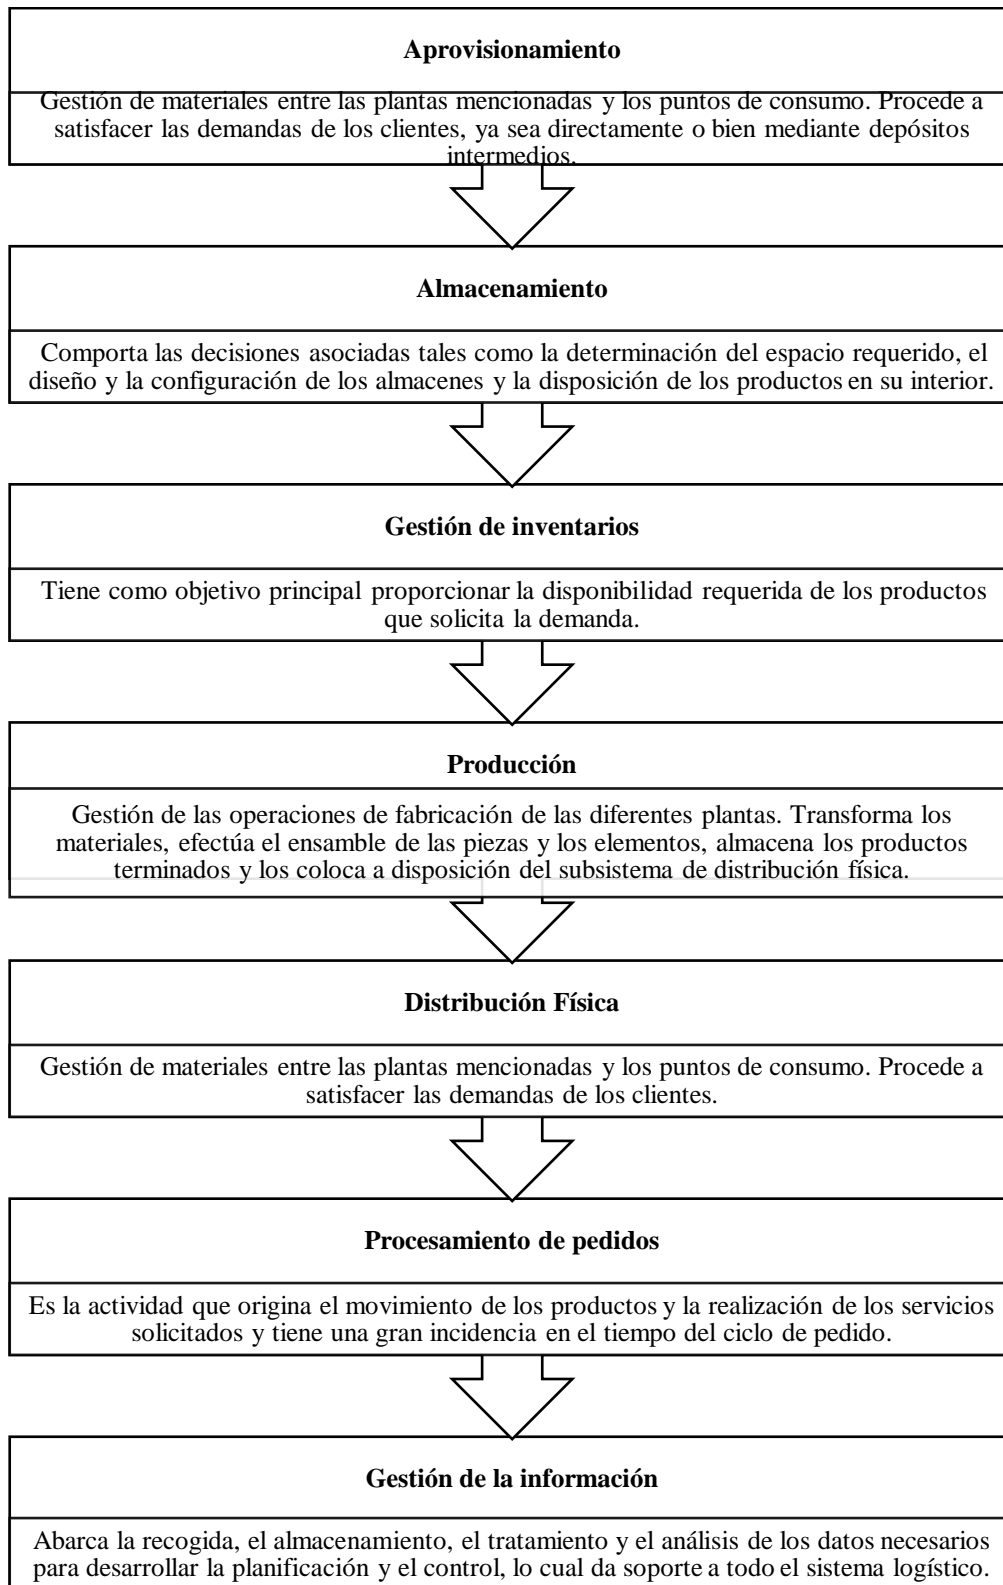 Aprovisionamiento
Gestión de materiales entre las plantas mencionadas y los puntos de consumo. Procede a
satisfacer las demandas de los clientes, ya sea directamente o bien mediante depósitos
intermedios.
Almacenamiento
Comporta las decisiones asociadas tales como la determinación del espacio requerido, el
diseño y la configuración de los almacenes y la disposición de los productos en su interior.
Gestión de inventarios
Tiene como objetivo principal proporcionar la disponibilidad requerida de los productos
que solicita la demanda.
Producción
Gestión de las operaciones de fabricación de las diferentes plantas. Transforma los
materiales, efectúa el ensamble de las piezas y los elementos, almacena los productos
terminados y los coloca a disposición del subsistema de distribución física.
Distribución Física
Gestión de materiales entre las plantas mencionadas y los puntos de consumo. Procede a
satisfacer las demandas de los clientes.
Procesamiento de pedidos
Es la actividad que origina el movimiento de los productos y la realización de los servicios
solicitados y tiene una gran incidencia en el tiempo del ciclo de pedido.
Gestión de la información
Abarca la recogida, el almacenamiento, el tratamiento y el análisis de los datos necesarios
para desarrollar la planificación y el control, lo cual da soporte a todo el sistema logístico.